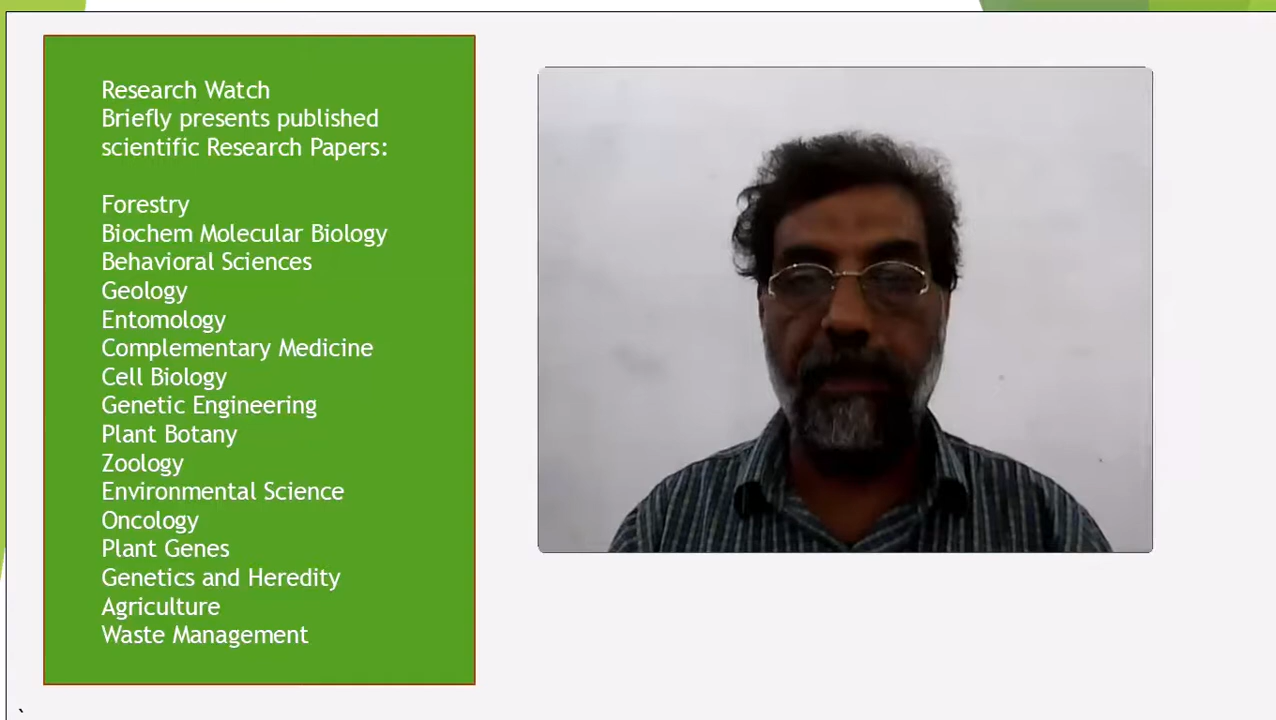 Research Watch
Briefly presents published
scientific Research Papers:
Forestry
Biochem Molecular Biology
Behavioral Sciences
Geology
Entomology
Complementary Medicine
Cell Biology
Genetic Engineering
Plant Botany
Zoology
Environmental Science
Oncology
Plant Genes
Genetics and Heredity
Agriculture
Waste Management
`